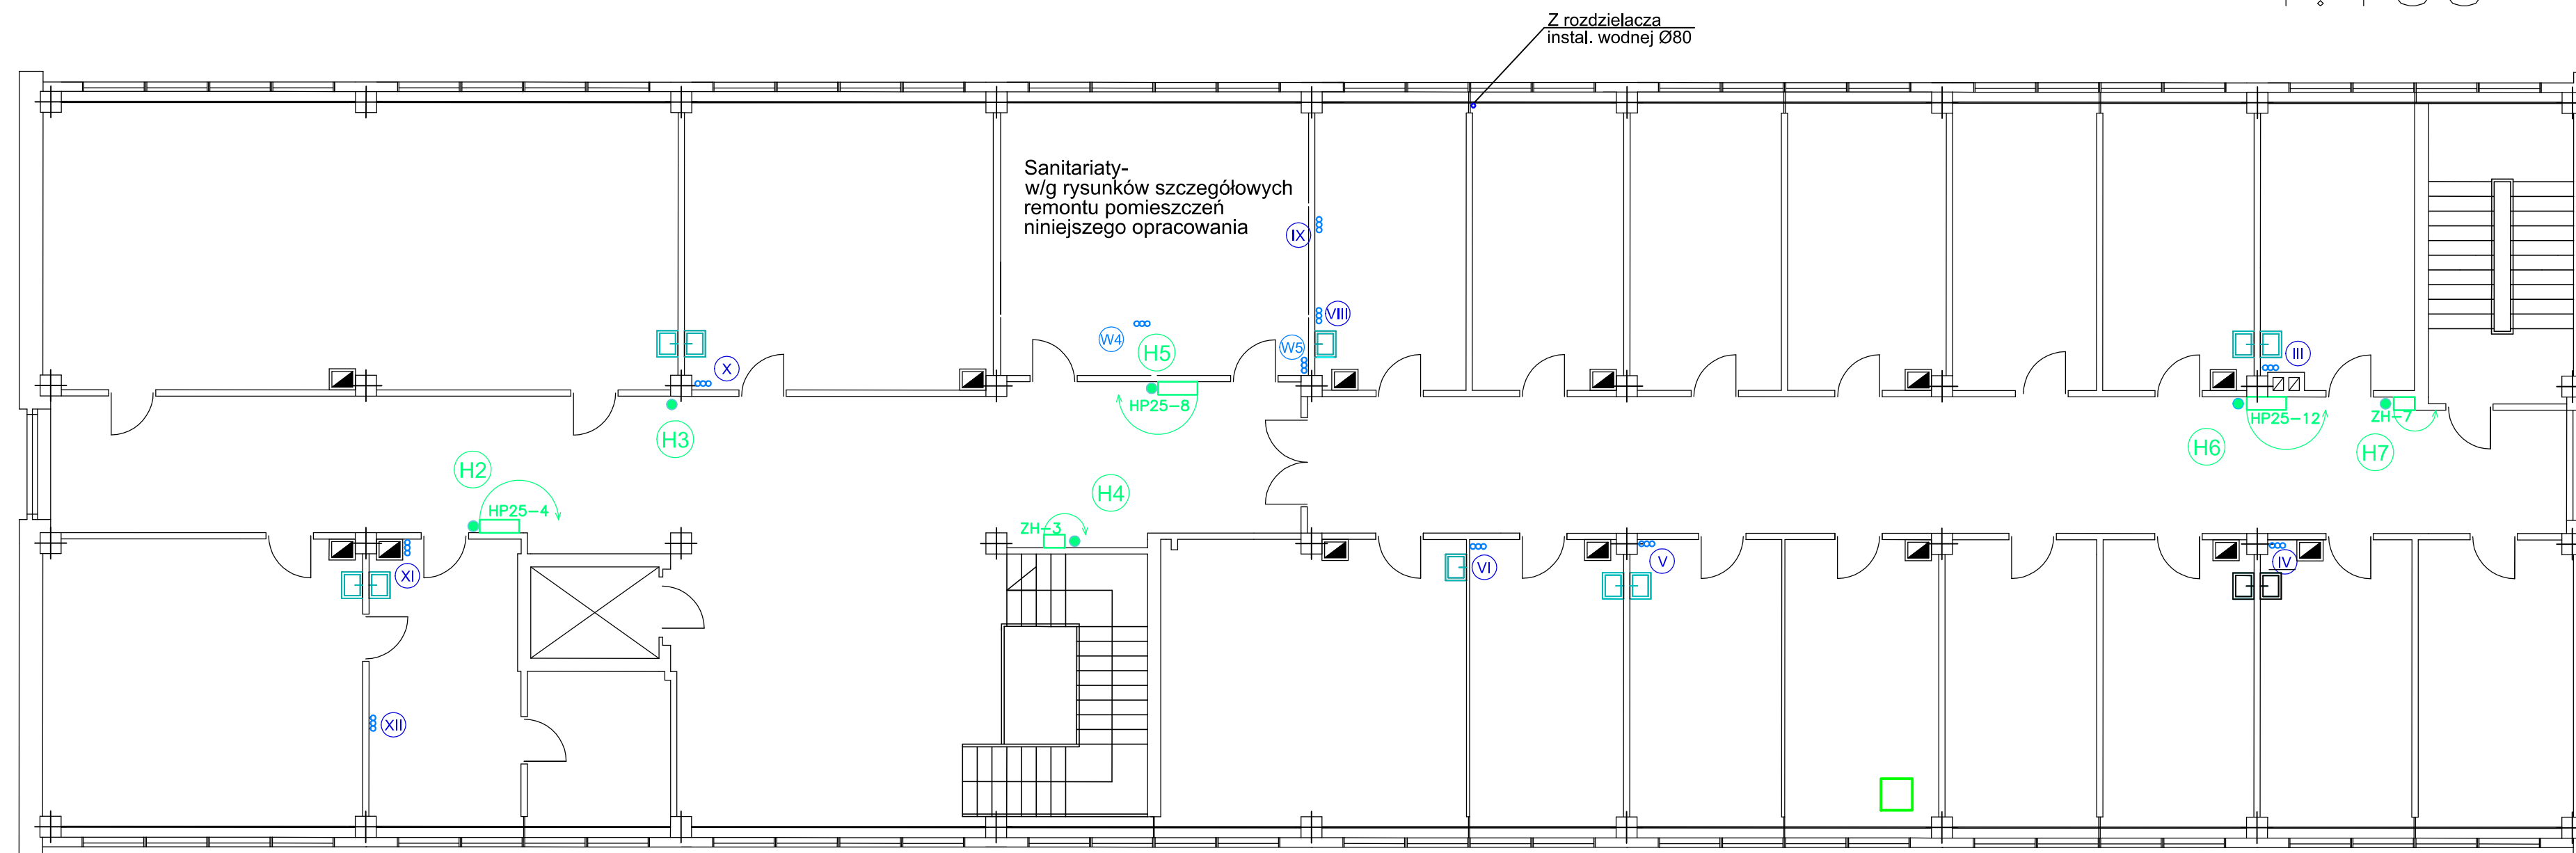 Z rozdzielacza
instal. wodnej Ø80
Sanitariaty-
w/g rysunków szczegółowych
remontu pomieszczeń
niniejszego opracowania
IX
VIII
W4
H5
W5
III
X
HP25-8
HP25-12
ZH-7
H3
H6
H7
H2
H4
HP25-4
ZH-3
XI
VI
V
IV
XII